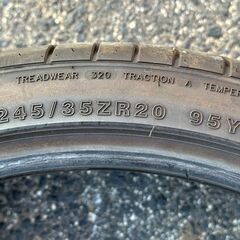 TREADWEAR 320 TRACTION A TEMPER
245/35ZR20 95Y